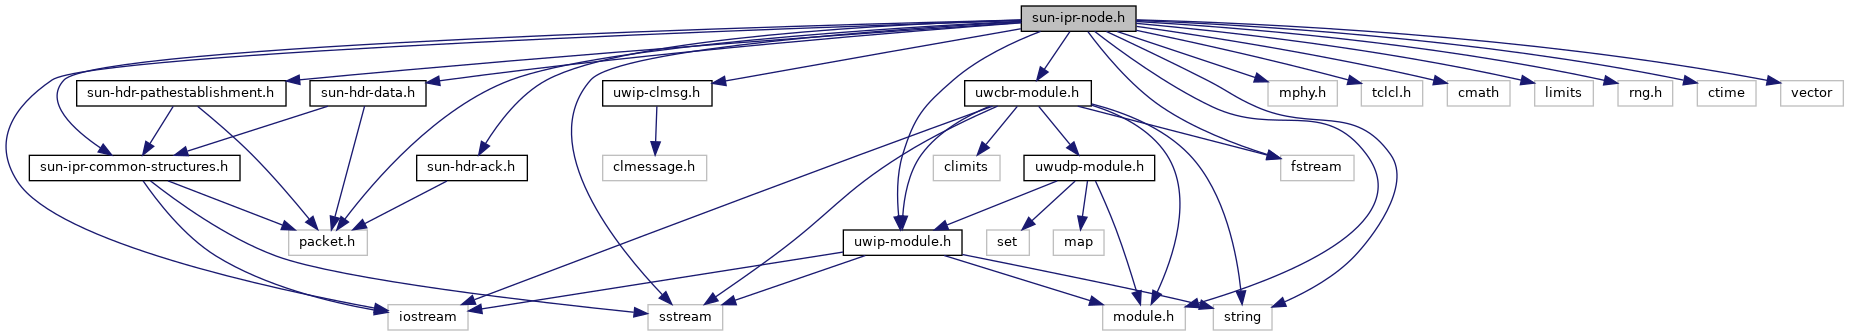 sun-ipr-node.h
sun-hdr-pathestablishment.h
sun-hdr-data.h
uwip-clmsg.h
uwcbr-module.h
mphy.h
tclcl.h
cmath
limits
rng.h
ctime
vector
sun-ipr-common-structures.h
sun-hdr-ack.h
clmessage.h
climits
uwudp-module.h
fstream
packet.h
uwip-module.h
set
map
iostream
sstream
module.h
string